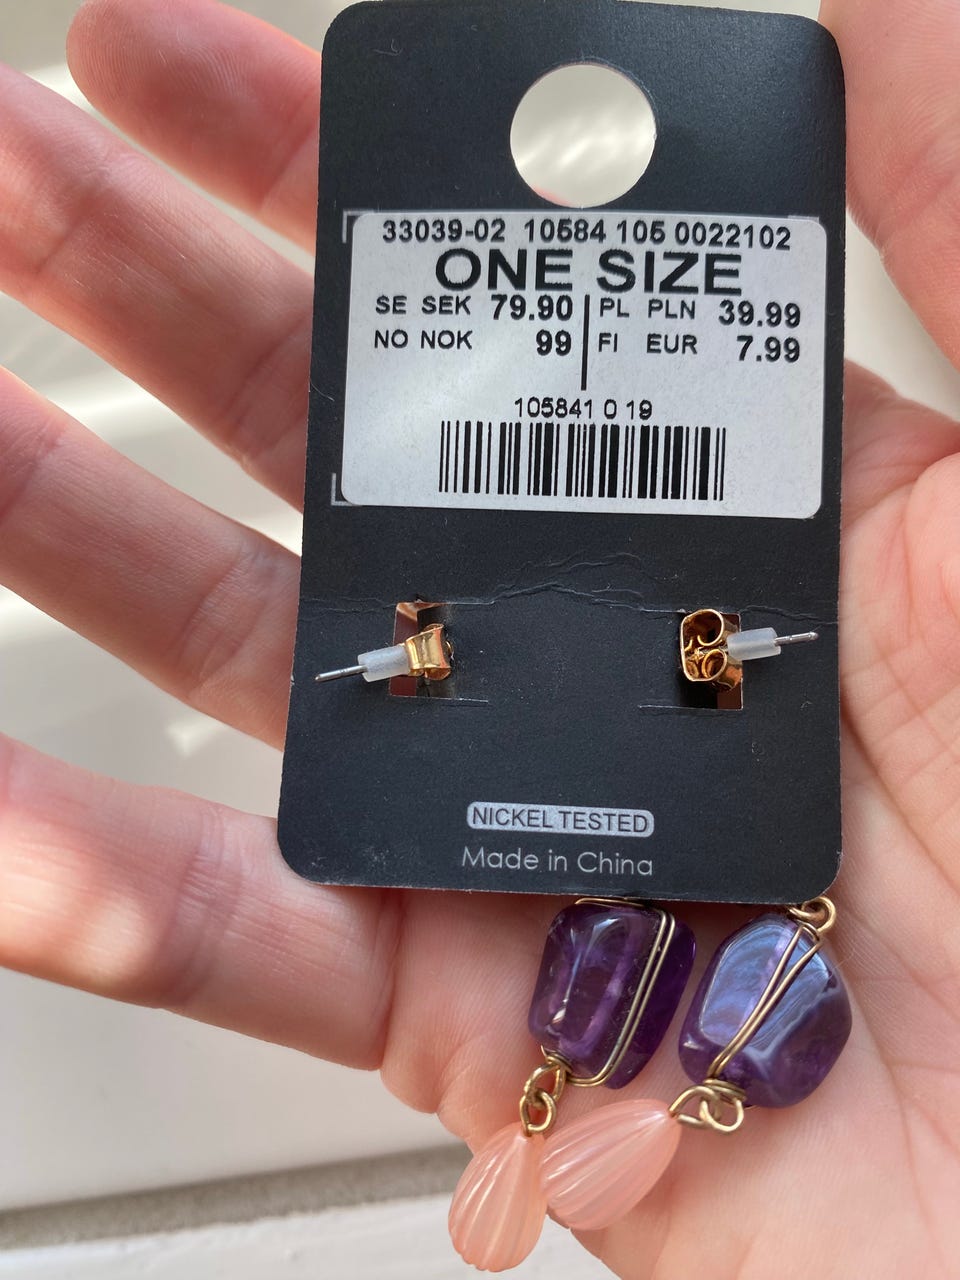 33039-02 10584 105 0022102
ONE SIZE
SE SEK 79.90 PL PLN 39.99
NO NOK 99 FI EUR 7.99
105841 0 19
NICKEL TESTED
Made in China